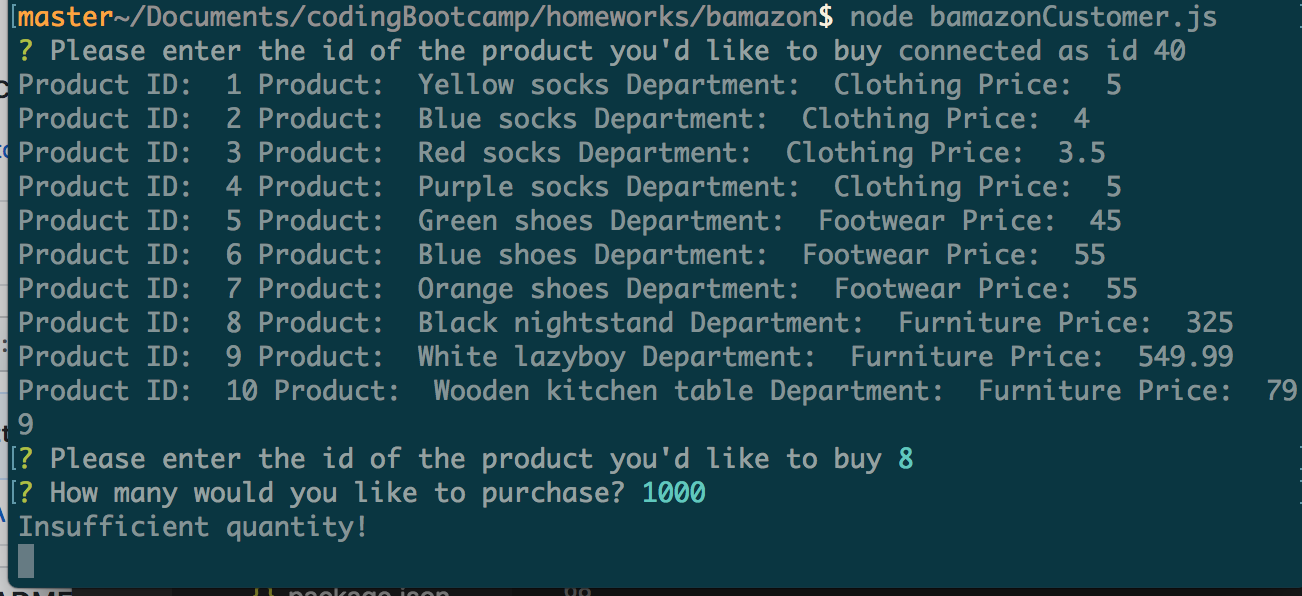 master~/Documents/codingBootcamp/homeworks/bamazon$ node bamazonCustomer.js
? Please enter the id of the product you'd like to buy connected as id 40
Product ID:  1 Product:  Yellow socks Department:  Clothing Price:  5
Product ID:  2 Product:  Blue socks Department:  Clothing Price:  4
Product ID:  3 Product:  Red socks Department:  Clothing Price:  3.5
Product ID:  4 Product:  Purple socks Department:  Clothing Price:  5
Product ID:  5 Product:  Green shoes Department:  Footwear Price:  45
Product ID:  6 Product:  Blue shoes Department:  Footwear Price:  55
Product ID:  7 Product:  Orange shoes Department:  Footwear Price:  55
Product ID:  8 Product:  Black nightstand Department:  Furniture Price:  325
Product ID:  9 Product:  White lazyboy Department:  Furniture Price:  549.99
Product ID:  10 Product:  Wooden kitchen table Department:  Furniture Price:  79
9
? Please enter the id of the product you'd like to buy 8
? How many would you like to purchase? 1000
Insufficient quantity!
package.json